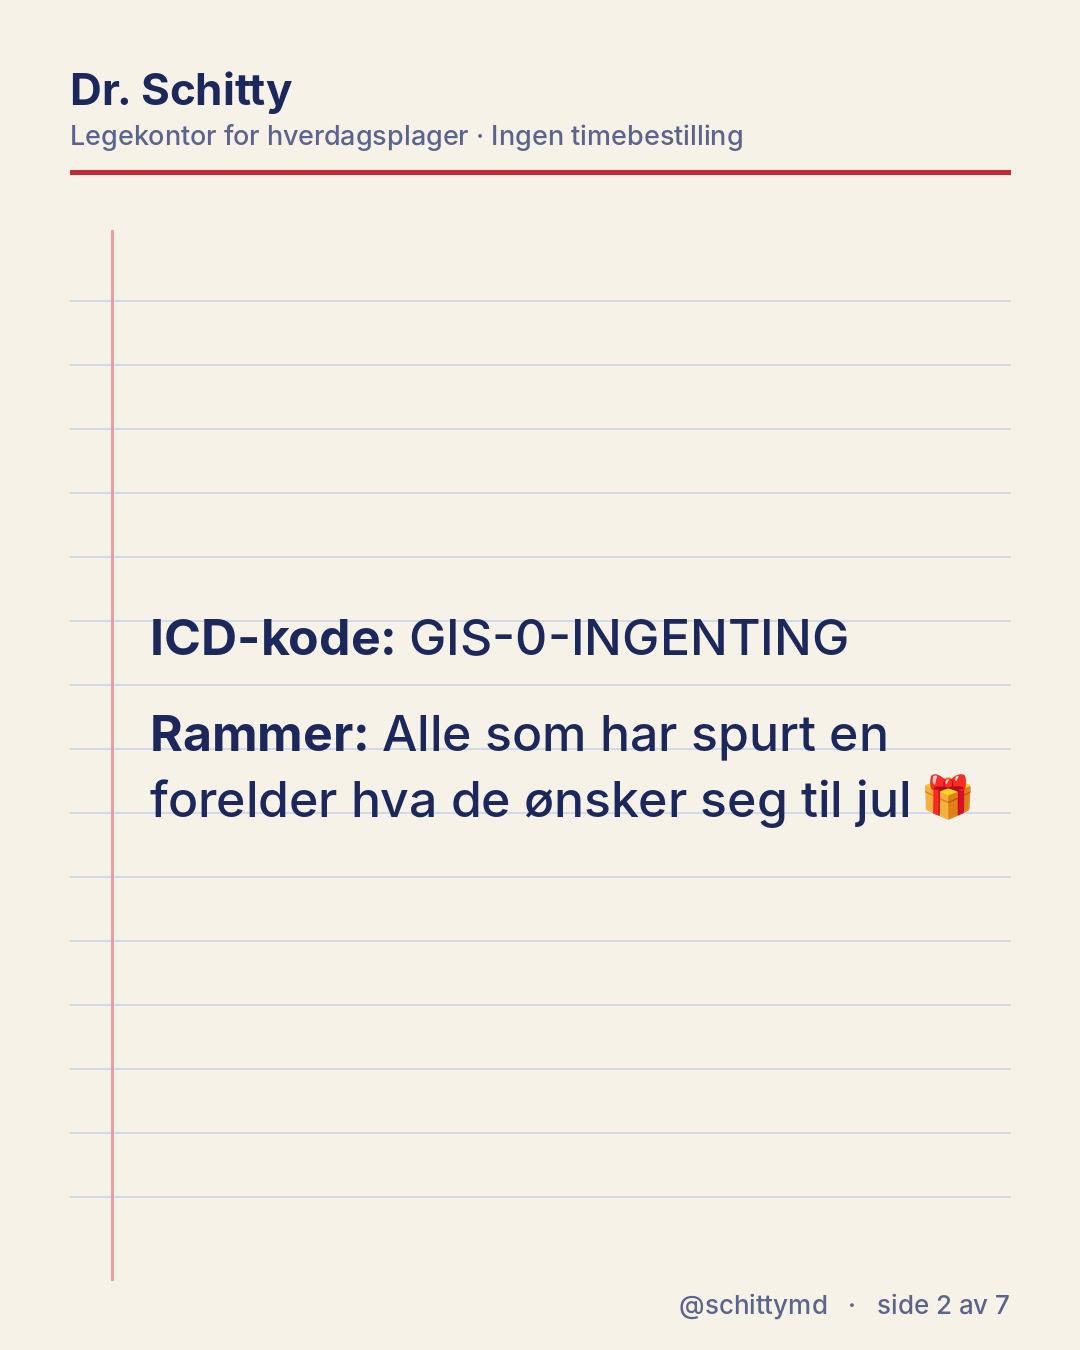 Dr. Schitty
Legekontor for hverdagsplager · Ingen timebestilling
ICD-kode: GIS-0-INGENTING
Rammer: Alle som har spurt en
forelder hva de ønsker seg til jul 🎁
@schittymd · side 2 av 7